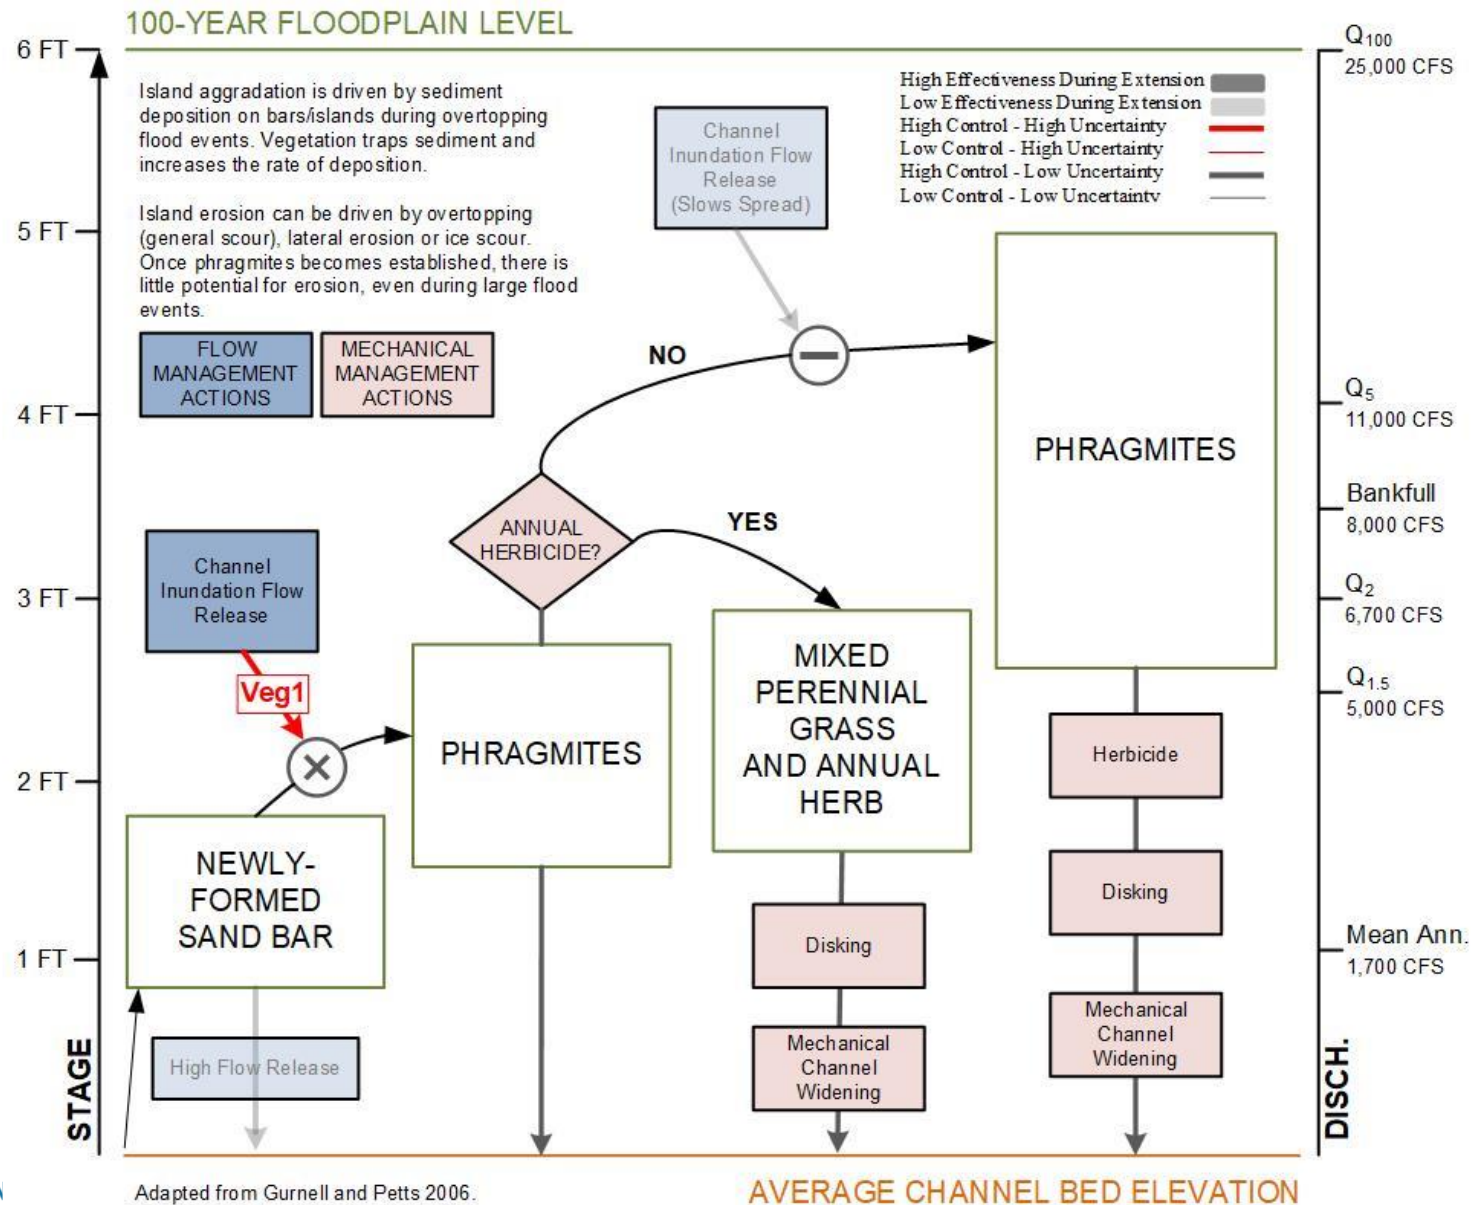 100-YEAR FLOODPLAIN LEVEL
6 FT
5 FT
4 FT
3 FT
2 FT
1 FT
STAGE
Island aggradation is driven by sediment
deposition on bars/islands during overtopping
flood events. Vegetation traps sediment and
increases the rate of deposition.
Island erosion can be driven by overtopping
(general scour), lateral erosion or ice scour.
Once phragmites becomes established, there is
little potential for erosion, even during large flood
events.
FLOW
MANAGEMENT
ACTIONS
MECHANICAL
MANAGEMENT
ACTIONS
High Effectiveness During Extension
Low Effectiveness During Extension
High Control - High Uncertainty
Low Control - High Uncertainty
High Control - Low Uncertainty
Low Control - Low Uncertainty
Channel
Inundation Flow
Release
(Slows Spread)
NO
PHRAGMITES
ANNUAL
HERBICIDE?
YES
Channel
Inundation Flow
Release
Veg1
PHRAGMITES
MIXED
PERENNIAL
GRASS
AND ANNUAL
HERB
Herbicide
Disking
Mechanical
Channel
Widening
NEWLY-
FORMED
SAND BAR
Disking
Mechanical
Channel
Widening
High Flow Release
Q100
25,000 CFS
Q5
11,000 CFS
Bankfull
8,000 CFS
Q2
6,700 CFS
Q1.5
5,000 CFS
Mean Ann.
1,700 CFS
DISCH.
Adapted from Gurnell and Petts 2006.
AVERAGE CHANNEL BED ELEVATION